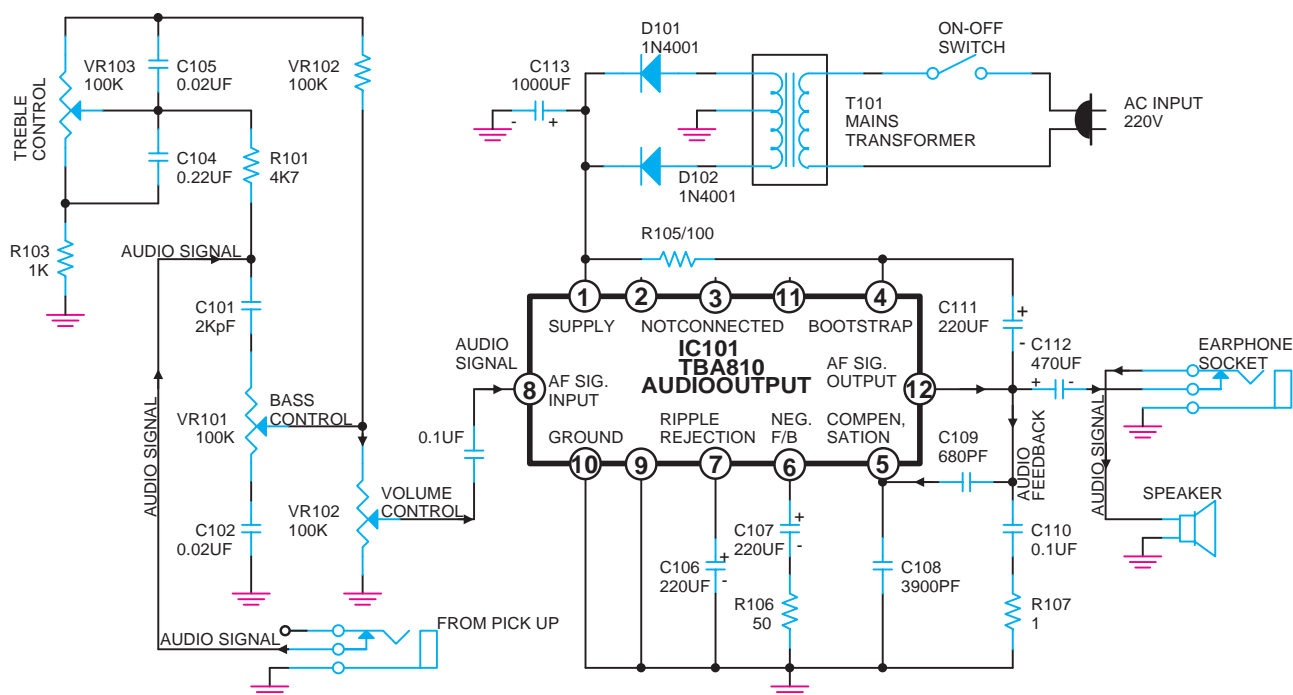 TREBLE
CONTROL
VR103
100K
C105
0.02UF
VR102
100K
C104
0.22UF
R101
4K7
R103
1K
AUDIO SIGNAL
C101
2KpF
AUDIO SIGNAL
VR101
100K
BASS
CONTROL
C102
0.02UF
VR102
100K
VOLUME
CONTROL
AUDIO SIGNAL
FROM PICK UP
0.1UF
AUDIO
SIGNAL
C113
1000UF
-
+
D101
1N4001
D102
1N4001
T101
MAINS
TRANSFORMER
ON-OFF
SWITCH
AC INPUT
220V
R105/100
1
2
3
11
4
SUPPLY
NOTCONNECTED
BOOTSTRAP
IC101
TBA810
AUDIOOUTPUT
8
AF SIG.
INPUT
AF SIG.
OUTPUT
12
GROUND
RIPPLE
REJECTION
NEG.
F/B
COMPEN,
SATION
10
9
7
6
5
C111
220UF
+
-
C112
470UF
+
-
EARPHONE
SOCKET
C109
680PF
AUDIO
FEEDBACK
AUDIO SIGNAL
SPEAKER
C106
220UF
+
-
C107
220UF
+
-
R106
50
C108
3900PF
C110
0.1UF
R107
1